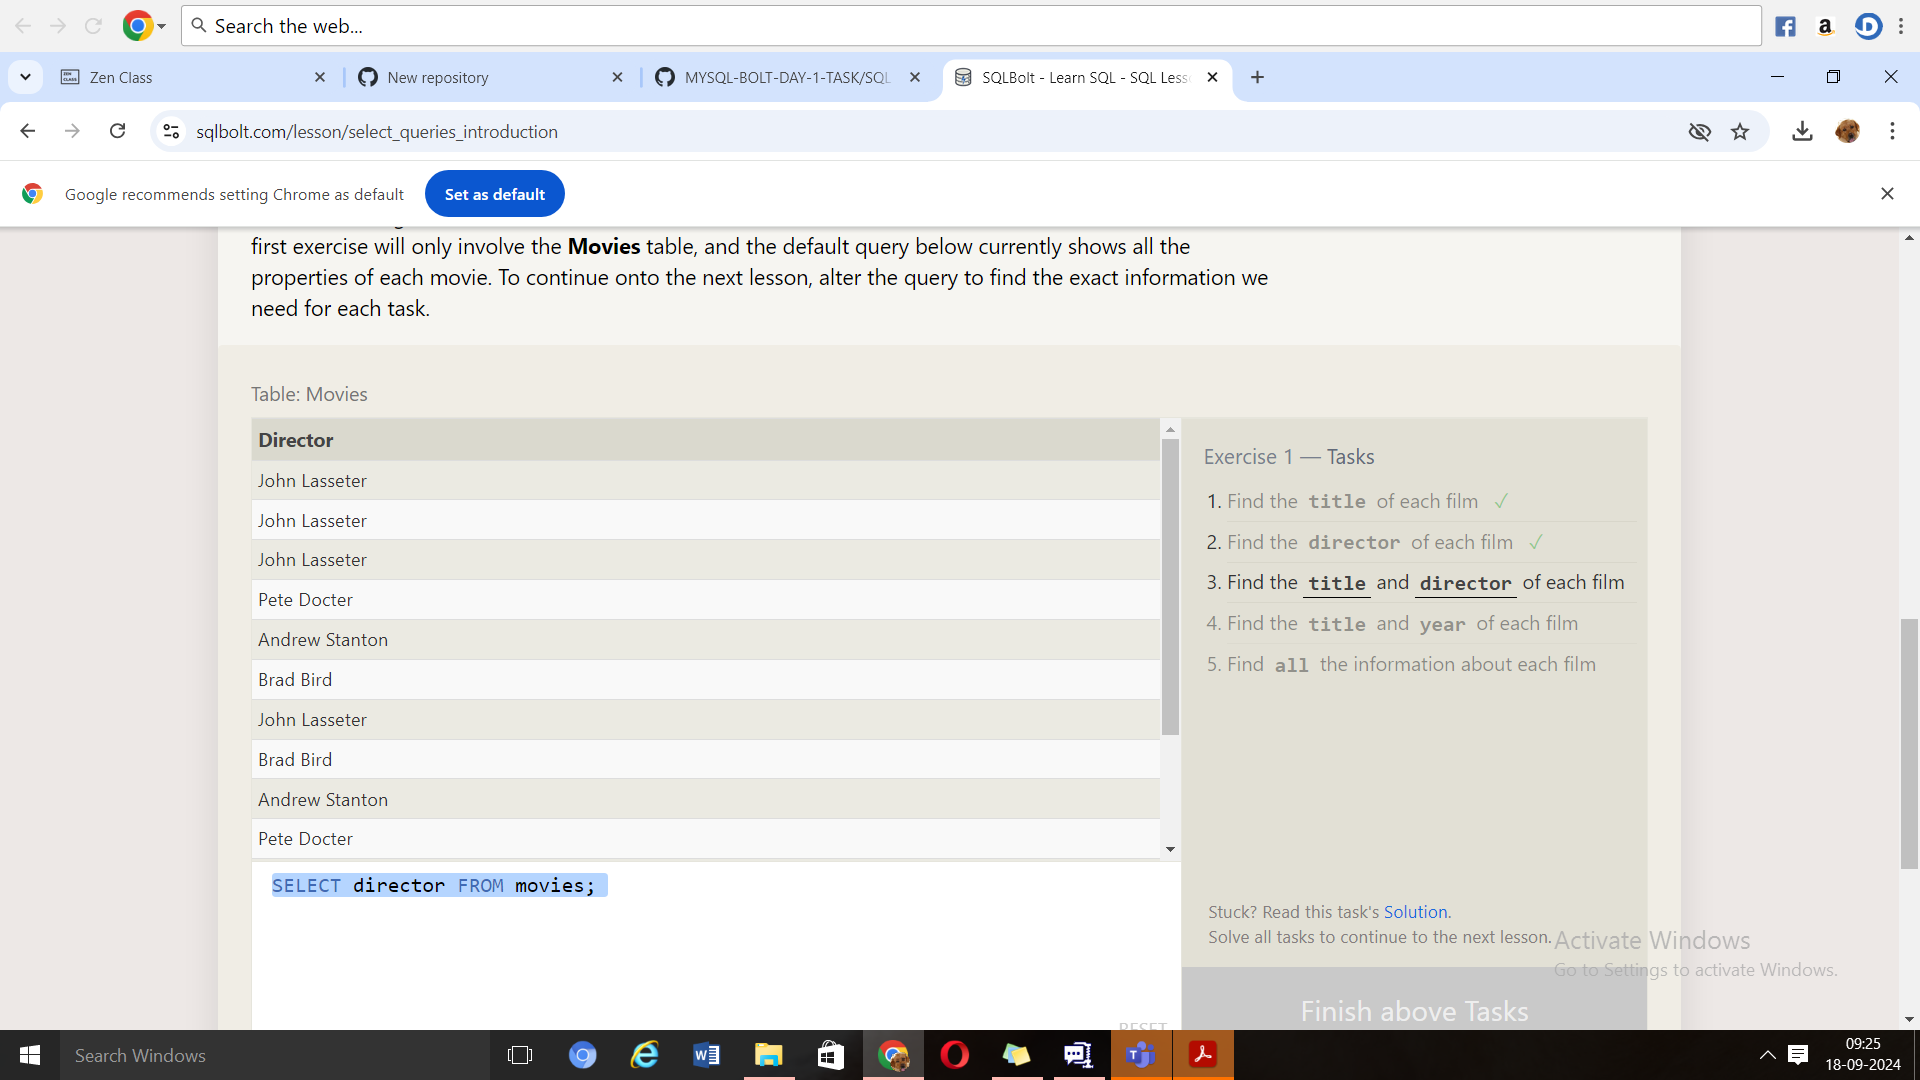 Search the web...
Zen Class
New repository
MYSQL-BOLT-DAY-1-TASK/SQL
SQLBolt - Learn SQL - SQL Less
sqlbolt.com/lesson/select_queries_introduction
Google recommends setting Chrome as default
Set as default
first exercise will only involve the Movies table, and the default query below currently shows all the
properties of each movie. To continue onto the next lesson, alter the query to find the exact information we
need for each task.
Table: Movies
Director
John Lasseter
John Lasseter
John Lasseter
Pete Docter
Andrew Stanton
Brad Bird
John Lasseter
Brad Bird
Andrew Stanton
Pete Docter
SELECT director FROM movies;
RESET
Exercise 1 — Tasks
1. Find the title of each film ✓
2. Find the director of each film ✓
3. Find the title and director of each film
4. Find the title and year of each film
5. Find all the information about each film
Stuck? Read this task's Solution.
Solve all tasks to continue to the next lesson.
Finish above Tasks
Activate Windows
Go to Settings to activate Windows.
Search Windows
09:25
18-09-2024